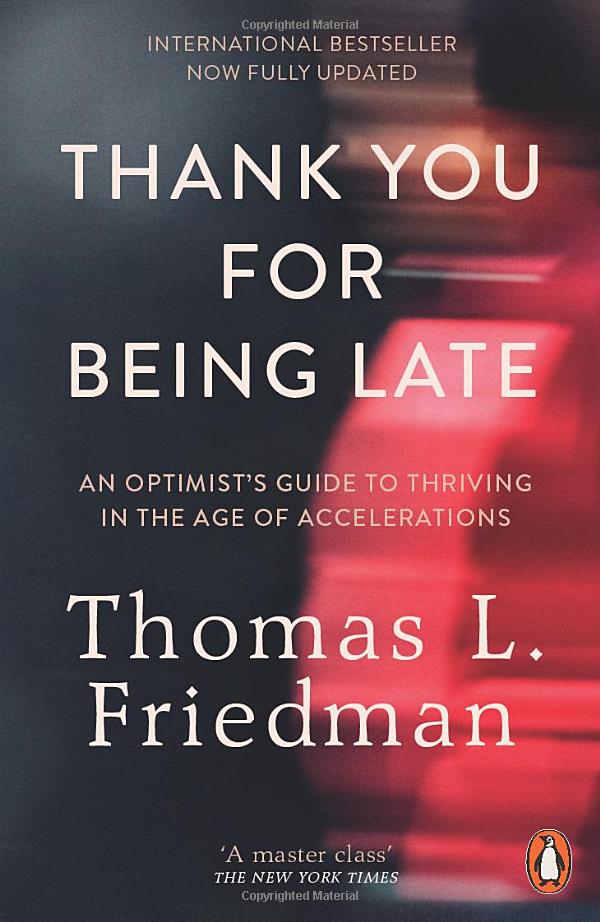 Copyrighted Material
INTERNATIONAL BESTSELLER
NOW FULLY UPDATED
THANK YOU
FOR
BEING LATE
AN OPTIMIST'S GUIDE TO THRIVING
IN THE AGE OF ACCELERATIONS
Thomas L.
Friedman
‘A master class’
THE NEW YORK TIMES
Copyrighted Material